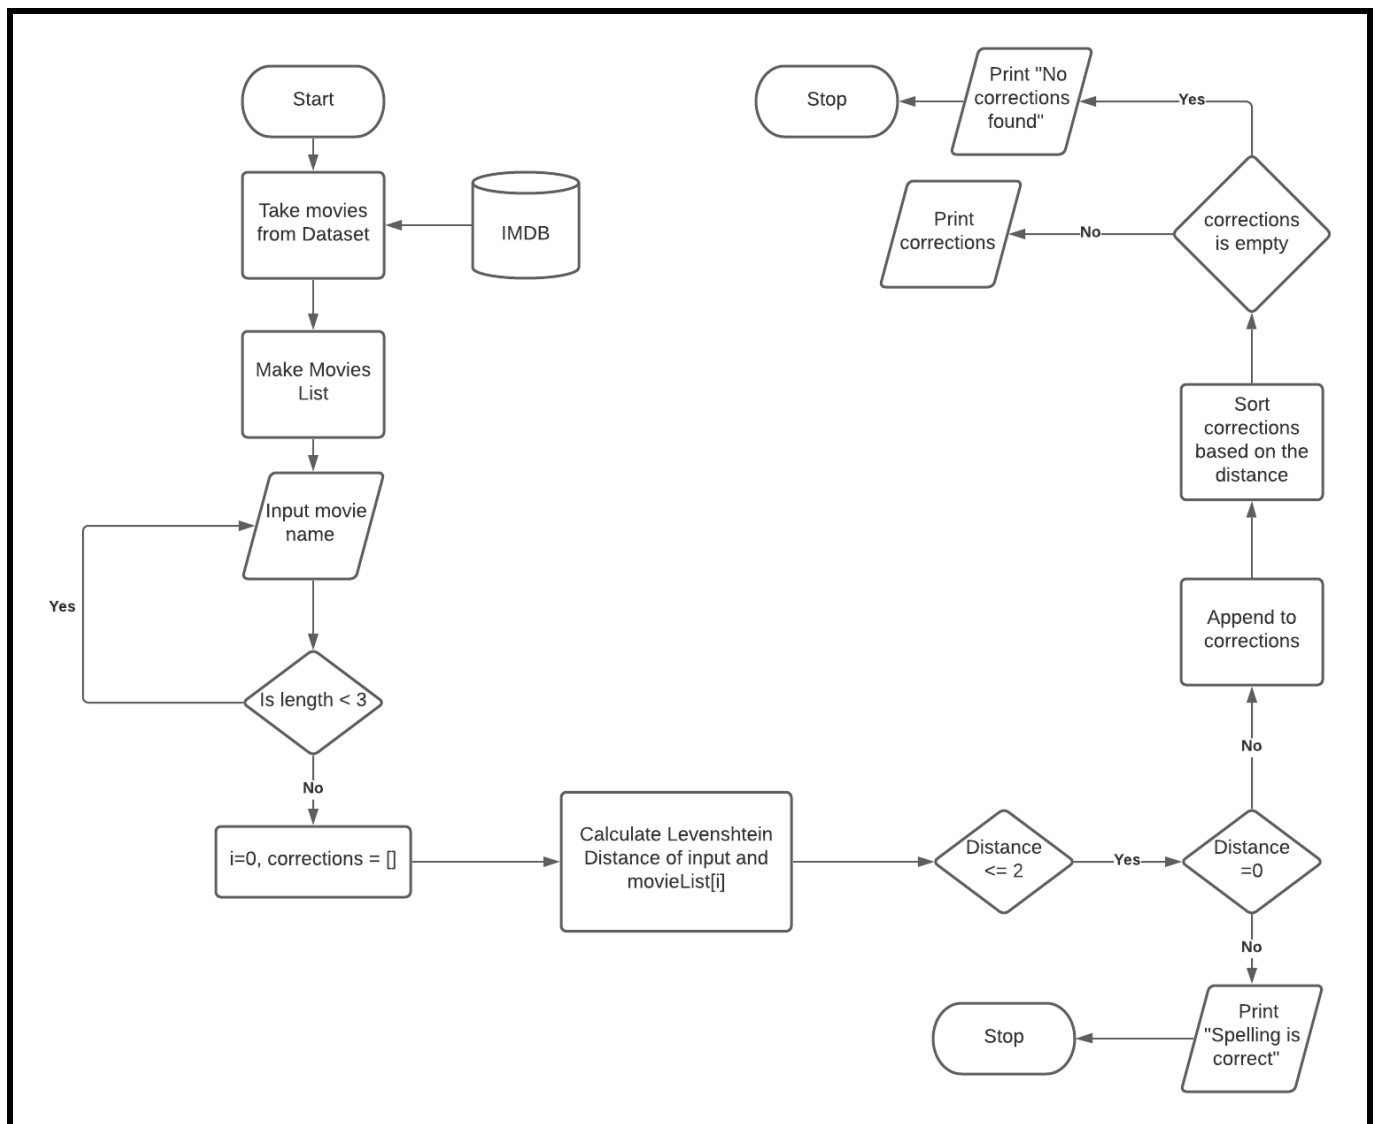 Start
Take movies
from Dataset
IMDB
Make Movies
List
Input movie
name
Yes
Is length < 3
No
i=0, corrections = []
Calculate Levenshtein
Distance of input and
movieList[i]
Distance
<= 2
Yes
Distance
=0
No
Print
"Spelling is
correct"
Stop
No
Append to
corrections
Sort
corrections
based on the
distance
corrections
is empty
No
Print
corrections
Yes
Print "No
corrections
found"
Stop